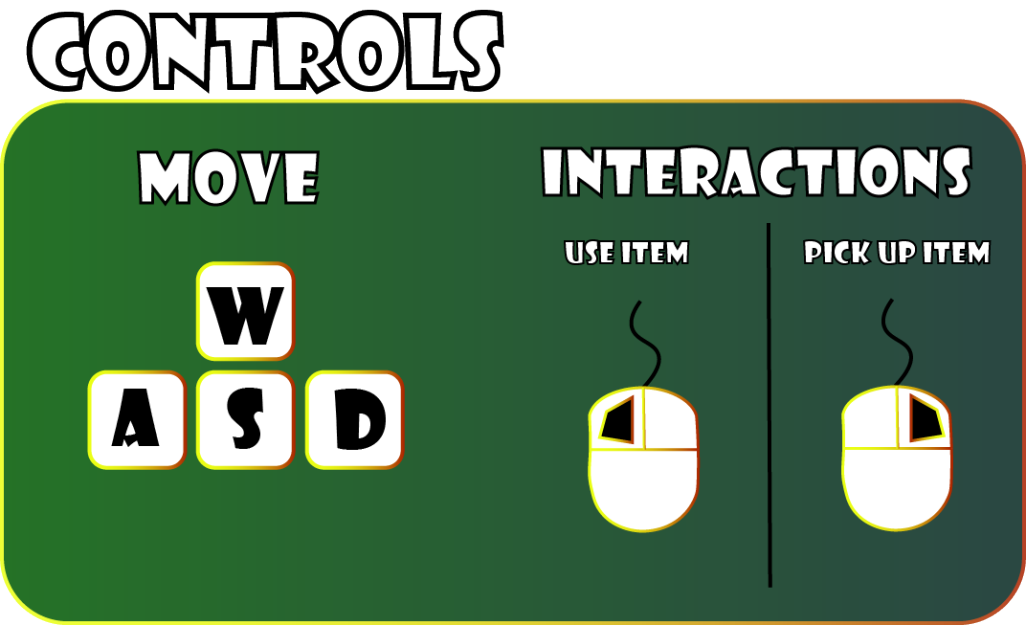 CONTROLS
MOVE
W
A S D
INTERACTIONS
USE ITEM
PICK UP ITEM